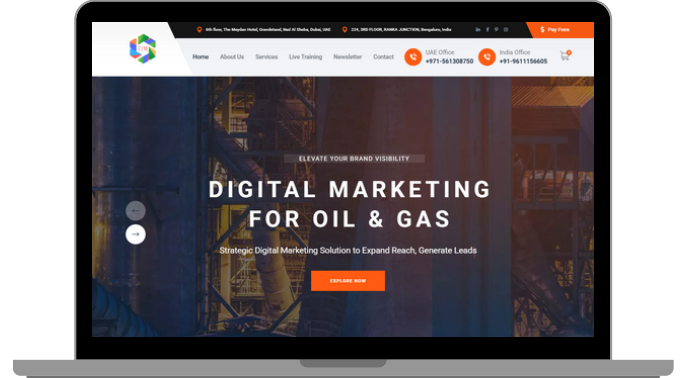 4th floor, The Meydan Hotel, Grandstand, Nad Al Sheba, Dubai, UAE
224, 3RD FLOOR, RAMKA JUNCTION, Bengaluru, India
in f
$ Pay Fees
Home About Us Services Live Training Newsletter Contact
UAE Office
+971-561308750
India Office
+91-9611156605
ELEVATE YOUR BRAND VISIBILITY
DIGITAL MARKETING
FOR OIL & GAS
Strategic Digital Marketing Solution to Expand Reach, Generate Leads
EXPLORE NOW